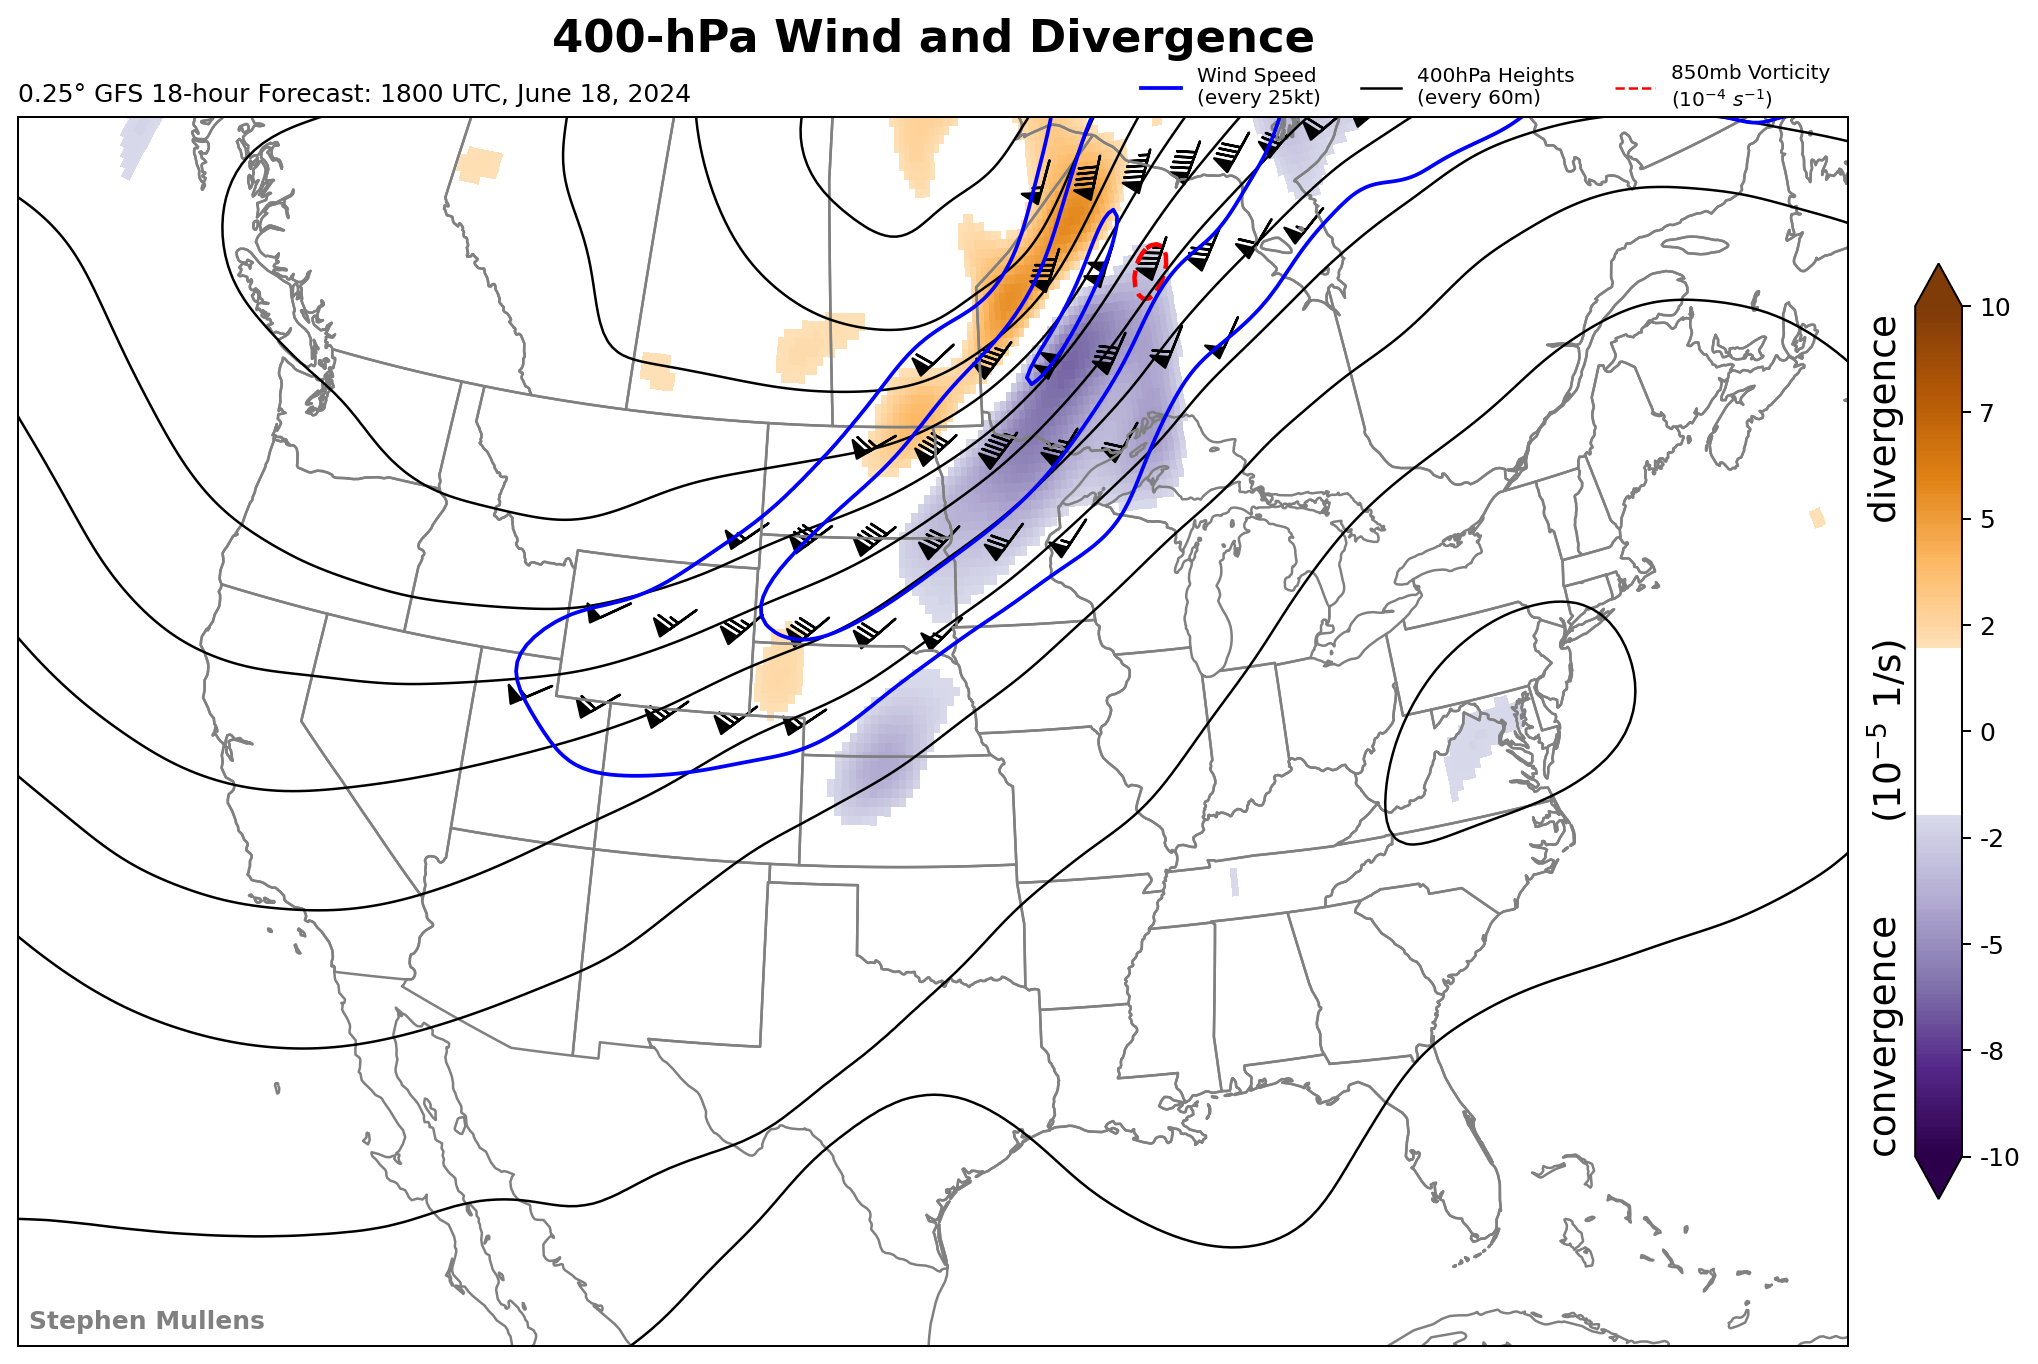 400-hPa Wind and Divergence
0.25° GFS 18-hour Forecast: 1800 UTC, June 18, 2024
Wind Speed
(every 25kt)
400hPa Heights
(every 60m)
850mb Vorticity
(10⁻⁴ s⁻¹)
10
7
5
2
0
-2
-5
-8
-10
convergence (10⁻⁵ 1/s) divergence
Stephen Mullens